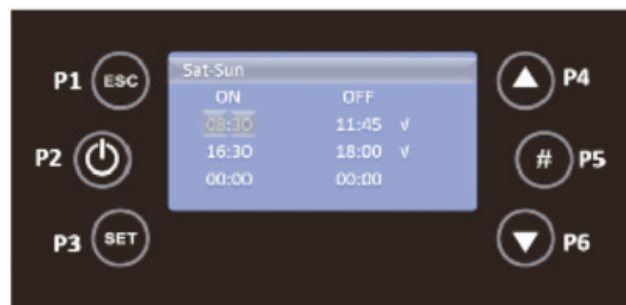 Sat-Sun
ON OFF
08:30 11:45 √
16:30 18:00 √
00:00 00:00
P1 ESC
P2
P3 SET
P4
# P5
P6